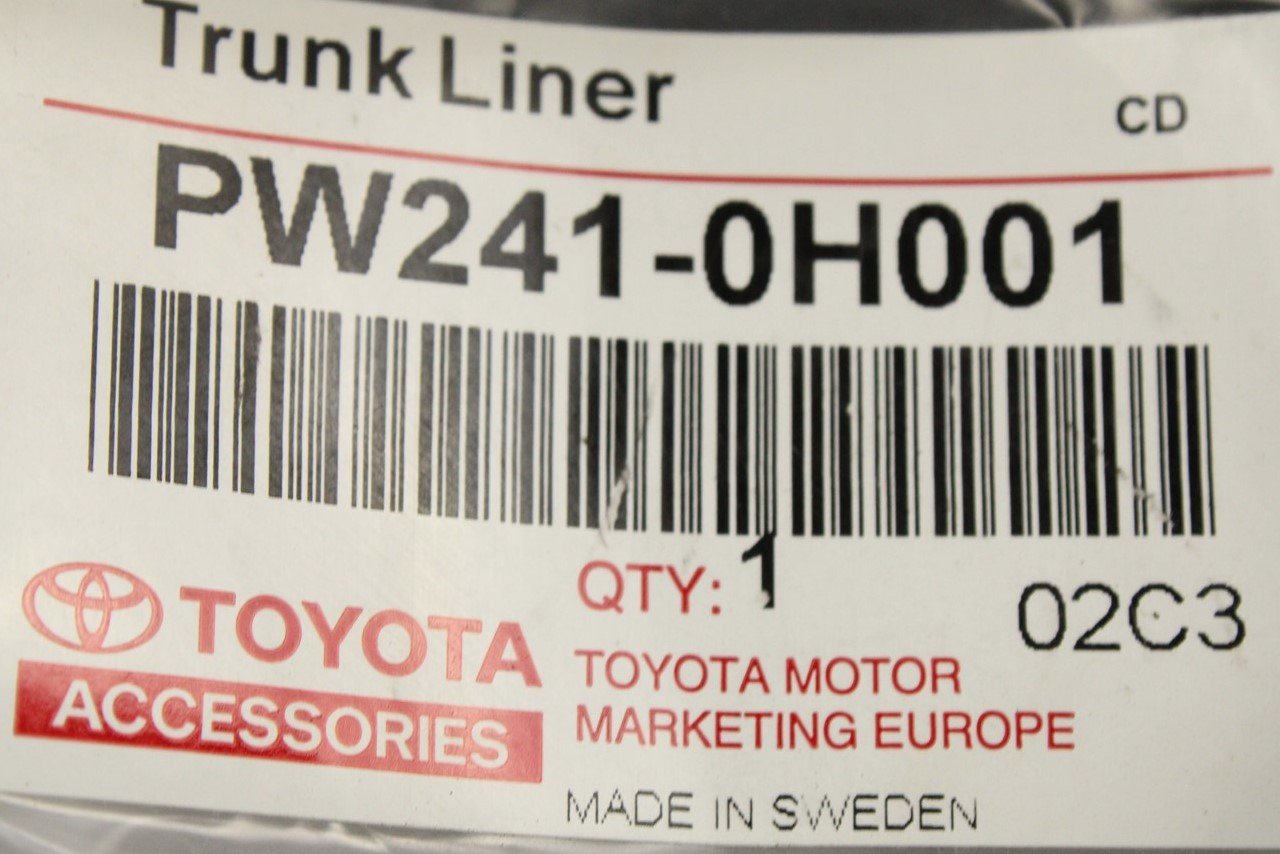 Trunk Liner
CD
PW241-0H001
QTY: 1
02C3
TOYOTA
ACCESSORIES
TOYOTA MOTOR
MARKETING EUROPE
MADE IN SWEDEN